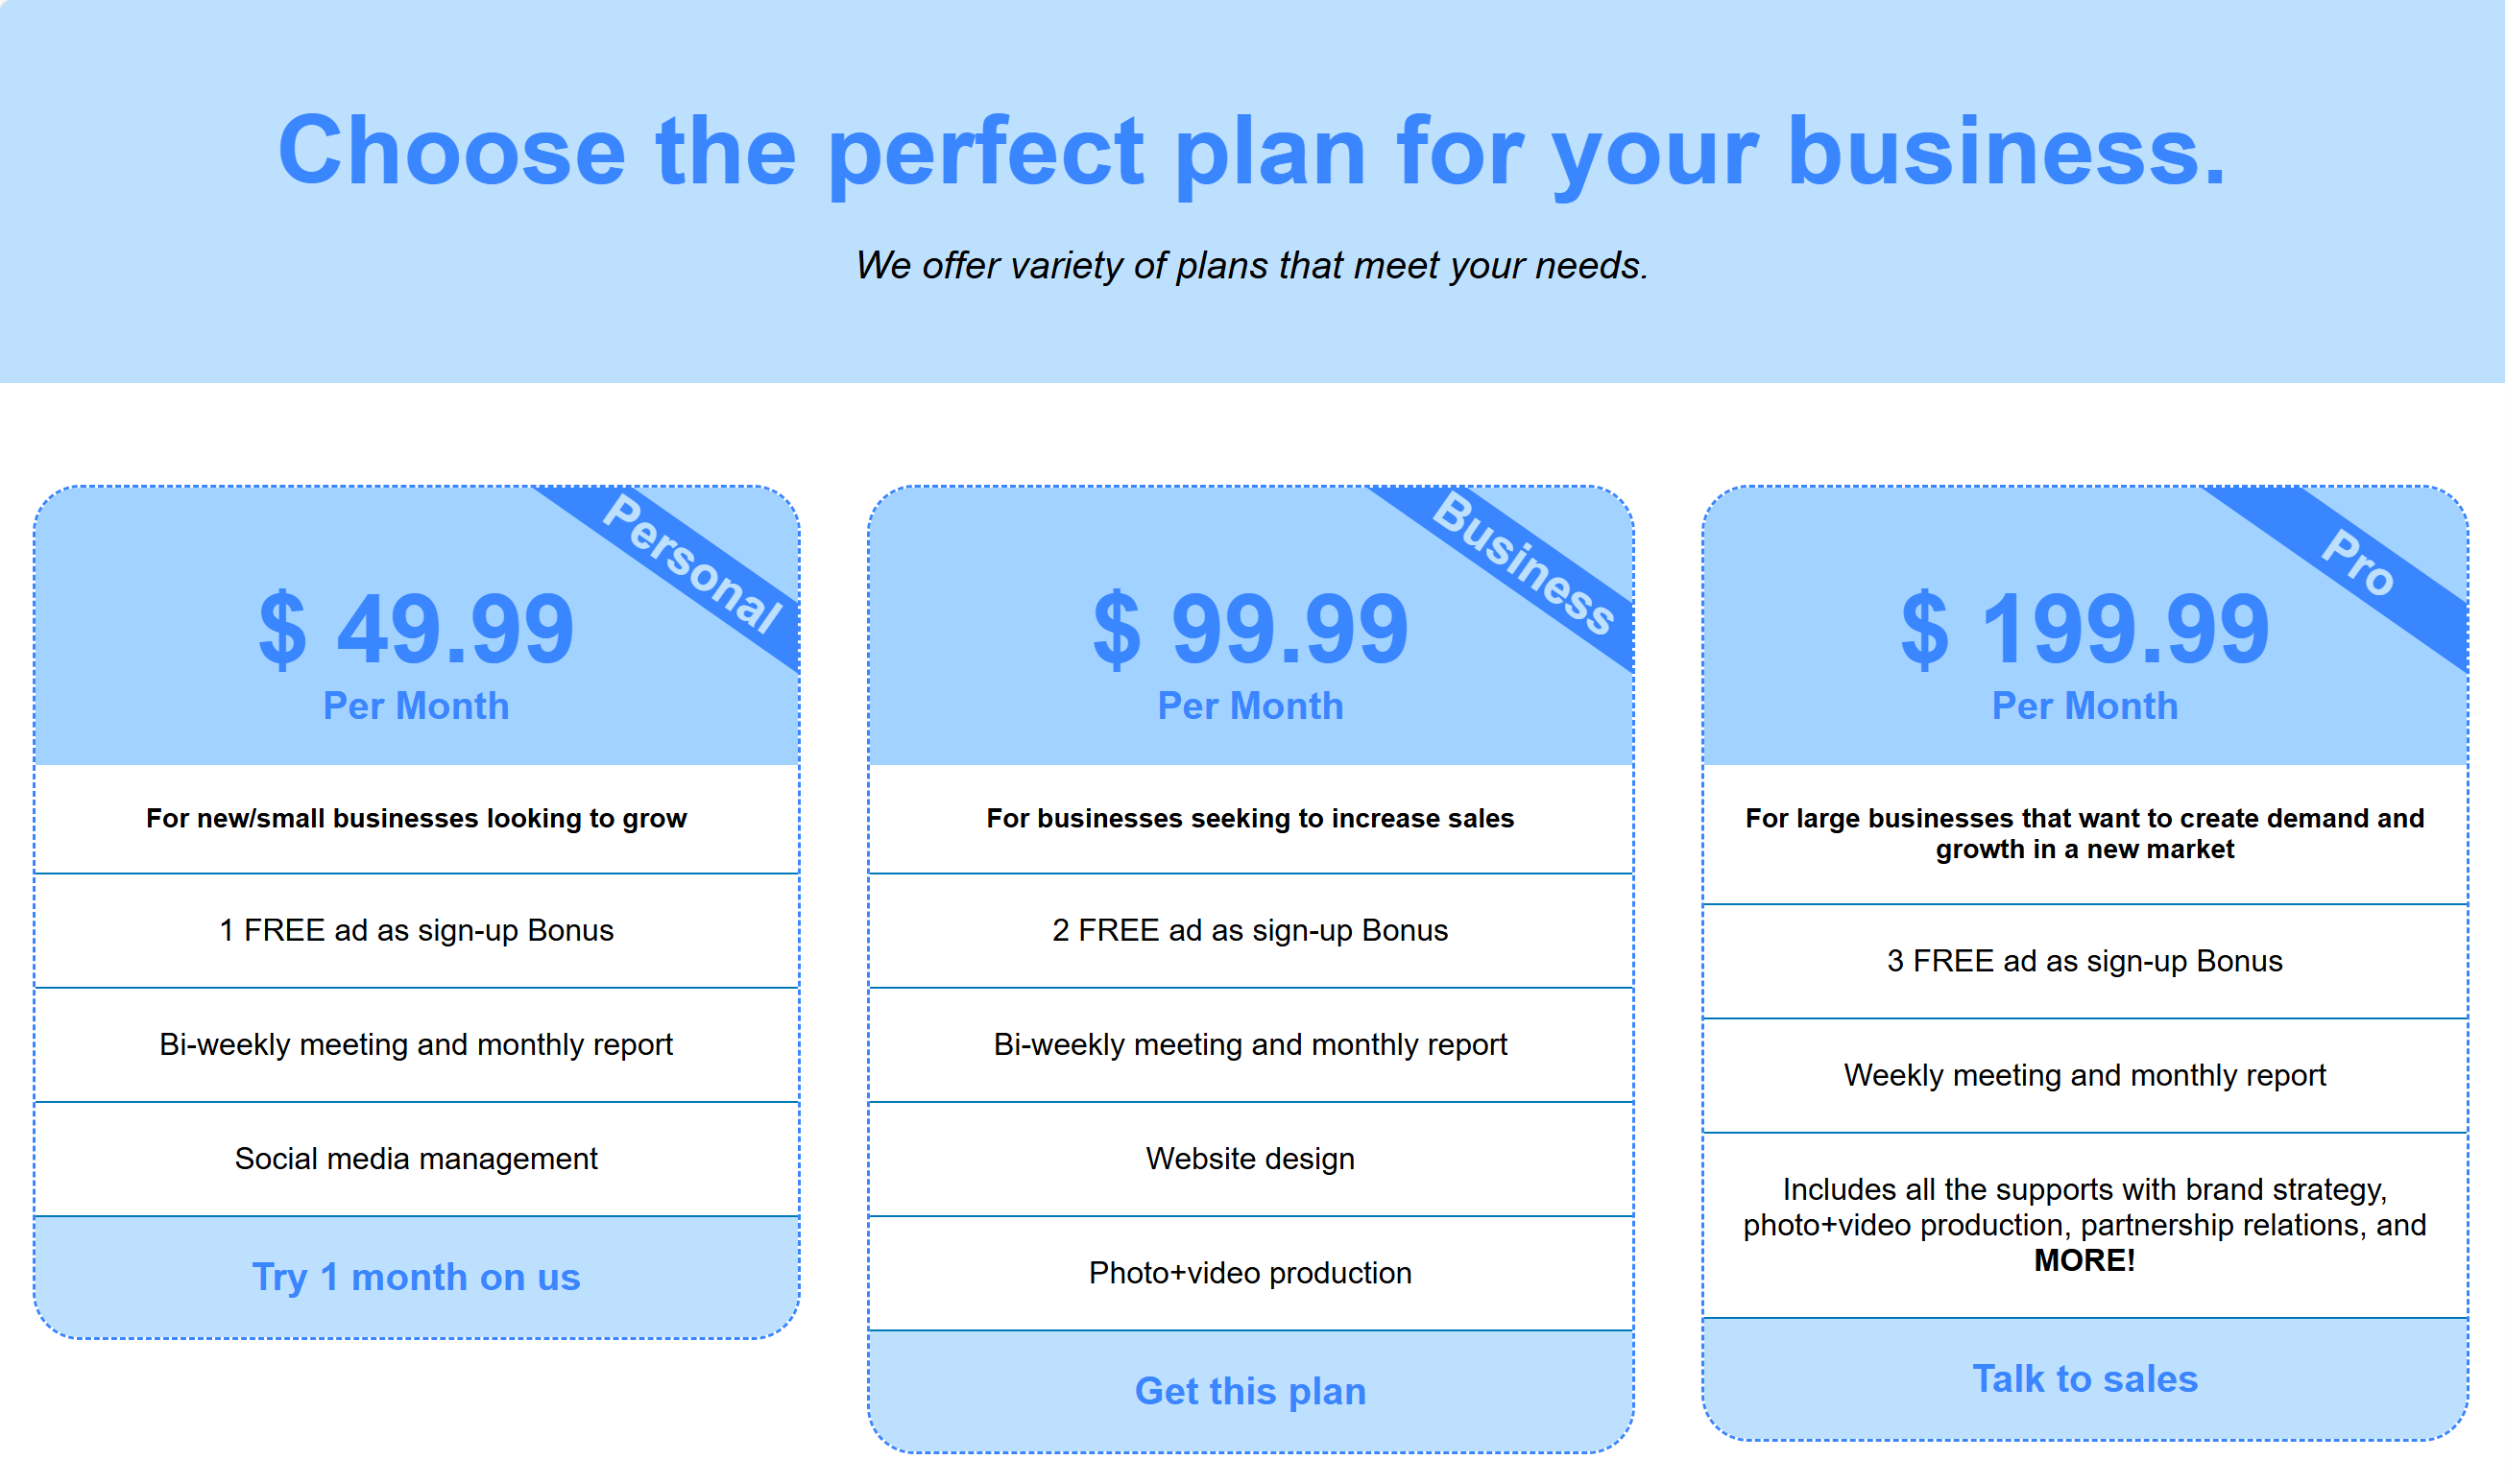 Choose the perfect plan for your business.
We offer variety of plans that meet your needs.
Personal
$ 49.99
Per Month
For new/small businesses looking to grow
1 FREE ad as sign-up Bonus
Bi-weekly meeting and monthly report
Social media management
Try 1 month on us
Business
$ 99.99
Per Month
For businesses seeking to increase sales
2 FREE ad as sign-up Bonus
Bi-weekly meeting and monthly report
Website design
Photo+video production
Get this plan
Pro
$ 199.99
Per Month
For large businesses that want to create demand and
growth in a new market
3 FREE ad as sign-up Bonus
Weekly meeting and monthly report
Includes all the supports with brand strategy,
photo+video production, partnership relations, and
MORE!
Talk to sales